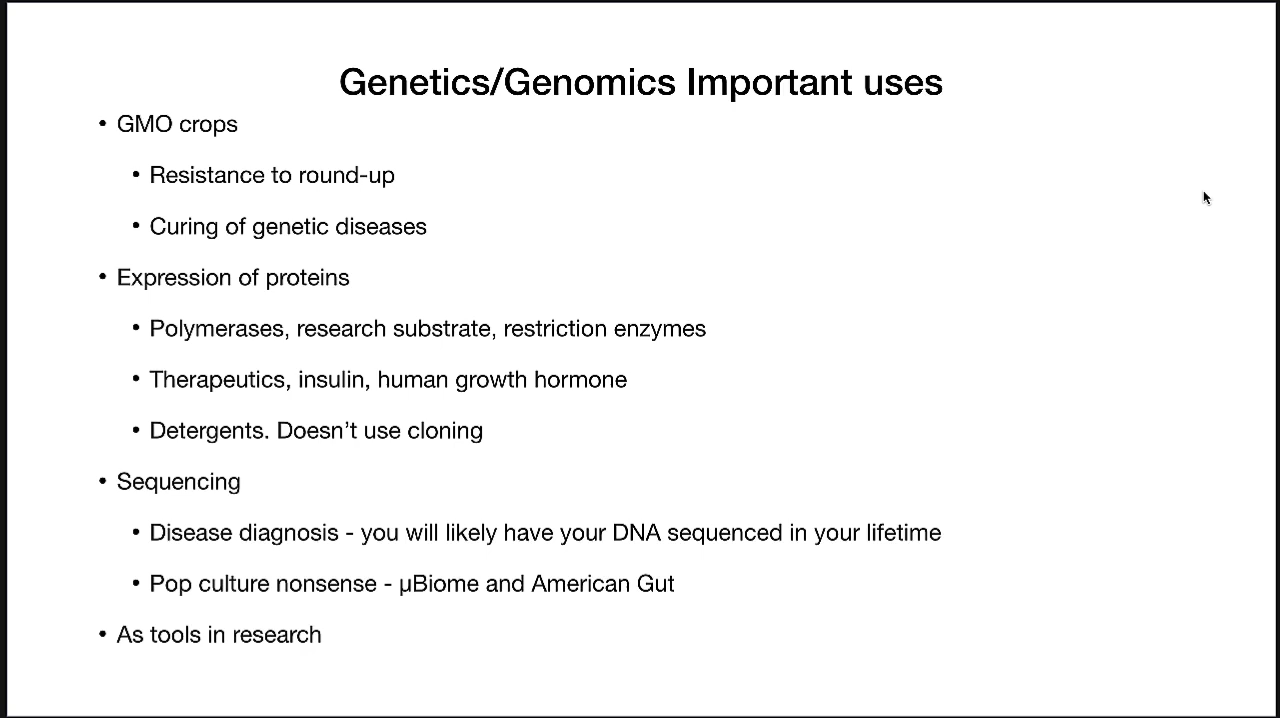 Genetics/Genomics Important uses
• GMO crops
• Resistance to round-up
• Curing of genetic diseases
• Expression of proteins
• Polymerases, research substrate, restriction enzymes
• Therapeutics, insulin, human growth hormone
• Detergents. Doesn’t use cloning
• Sequencing
• Disease diagnosis - you will likely have your DNA sequenced in your lifetime
• Pop culture nonsense - µBiome and American Gut
• As tools in research